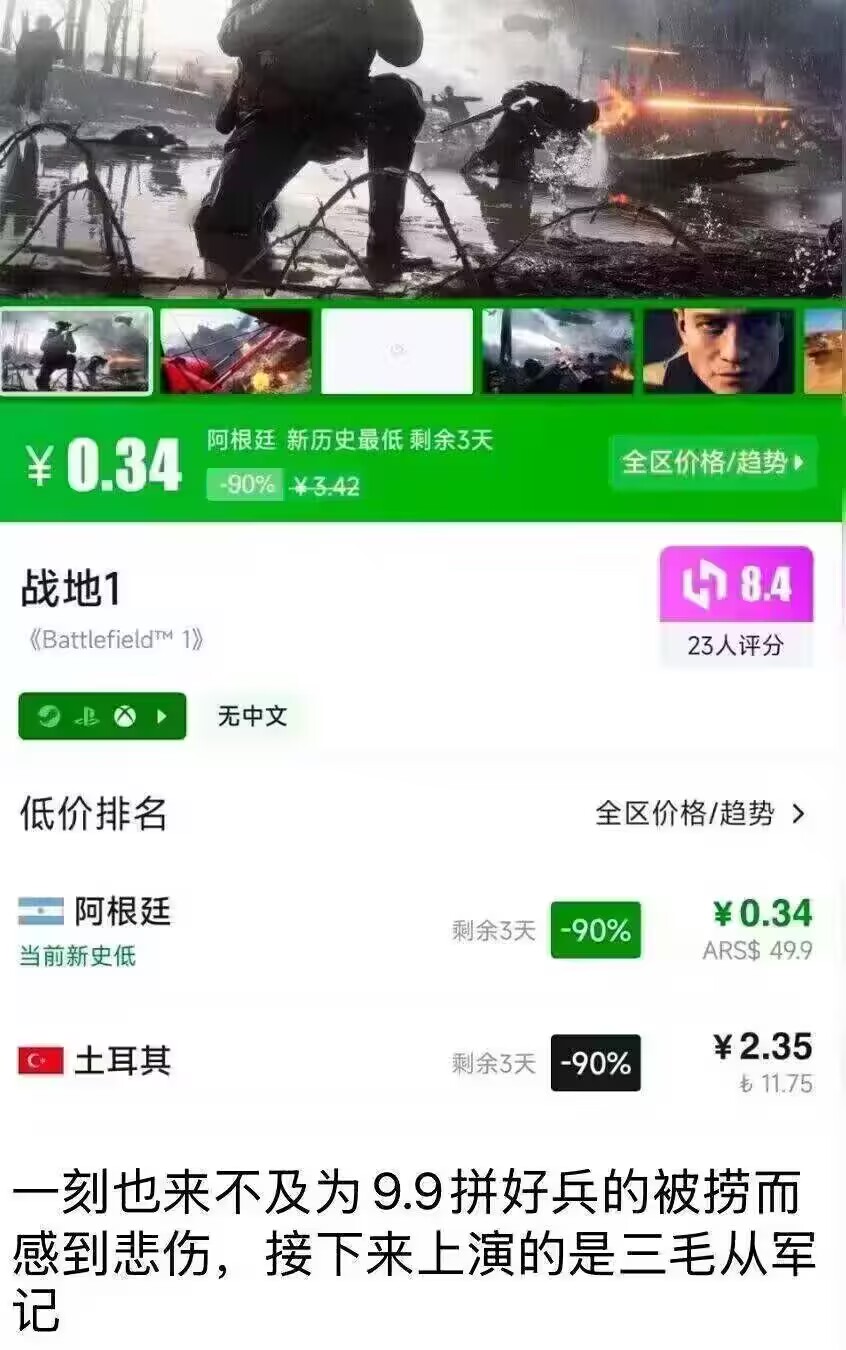 ¥ 0.34
阿根廷 新历史最低 剩余3天
-90% ¥3.42
全区价格/趋势
战地1
《Battlefield™ 1》
8.4
23人评分
无中文
低价排名
全区价格/趋势
阿根廷
当前新史低
剩余3天
-90%
¥0.34
ARS$ 49.9
土耳其
剩余3天
-90%
¥2.35
₺ 11.75
一刻也来不及为9.9拼好兵的被捞而
感到悲伤，接下来上演的是三毛从军
记